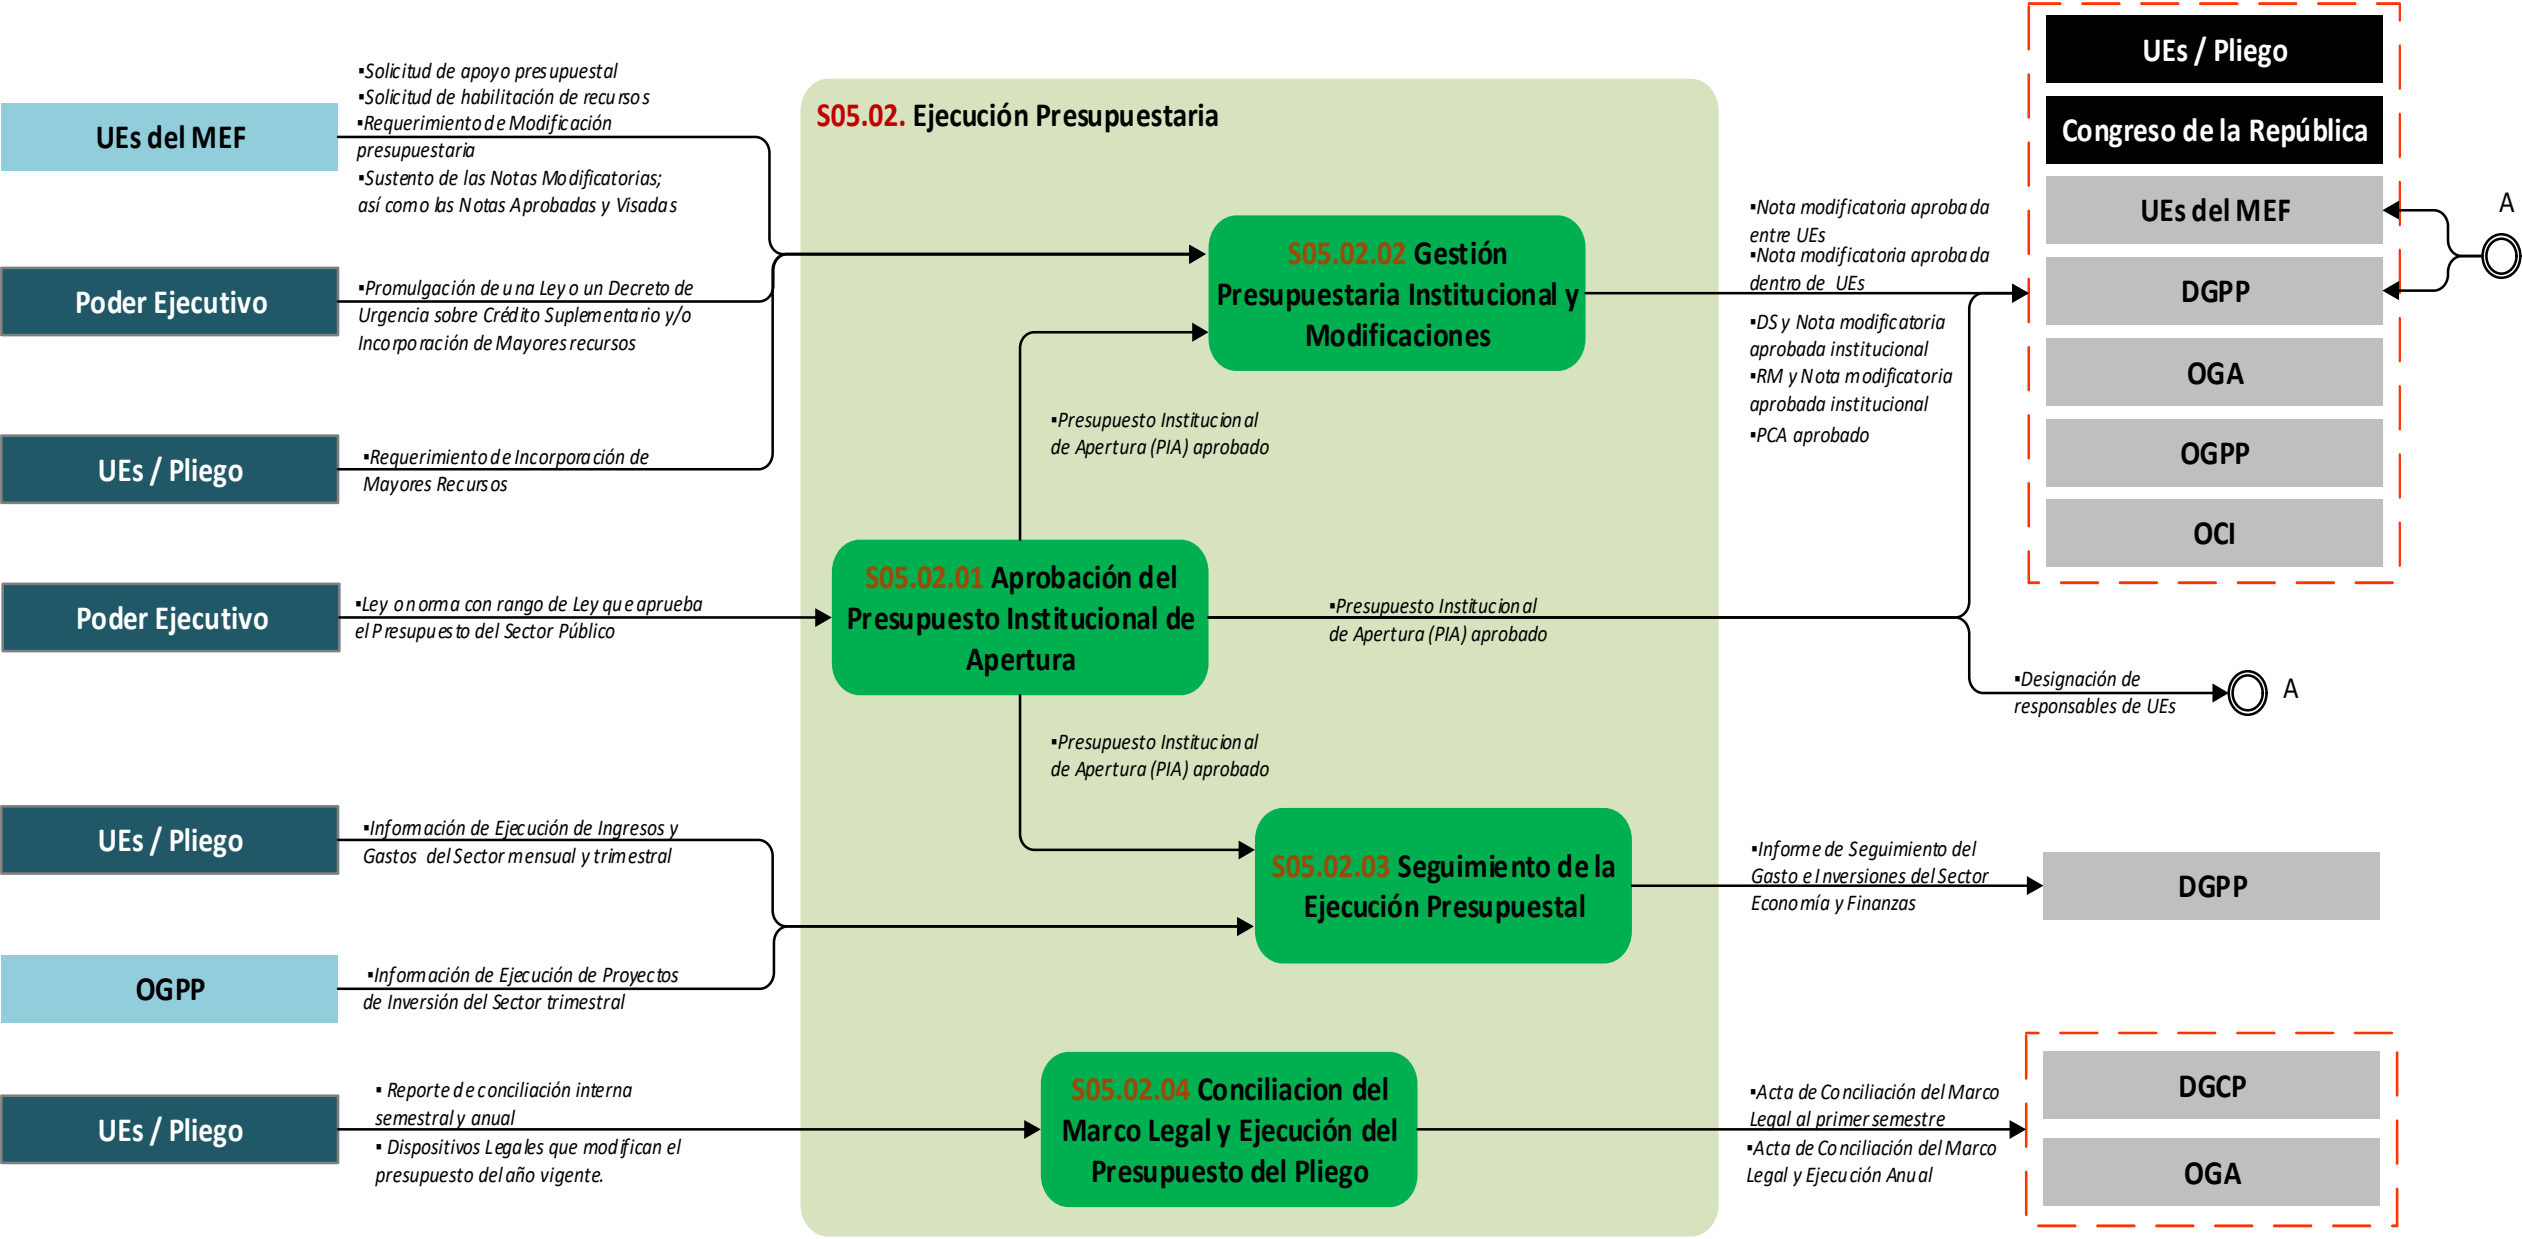 ▪Solicitud de apoyo presupuestal
▪Solicitud de habilitación de recursos
▪Requerimiento de Modificación
presupuestaria
▪Sustento de las Notas Modificatorias;
así como las Notas Aprobadas y Visadas
UEs del MEF
Poder Ejecutivo
▪Promulgación de una Ley o un Decreto de
Urgencia sobre Crédito Suplementario y/o
Incorporación de Mayores recursos
UEs / Pliego
▪Requerimiento de Incorporación de
Mayores Recursos
Poder Ejecutivo
▪Ley o norma con rango de Ley que aprueba
el Presupuesto del Sector Público
UEs / Pliego
▪Información de Ejecución de Ingresos y
Gastos del Sector mensual y trimestral
OGPP
▪Información de Ejecución de Proyectos
de Inversión del Sector trimestral
UEs / Pliego
▪ Reporte de conciliación interna
semestral y anual
▪ Dispositivos Legales que modifican el
presupuesto del año vigente.
S05.02. Ejecución Presupuestaria
S05.02.02 Gestión
Presupuestaria Institucional y
Modificaciones
▪Presupuesto Institucional
de Apertura (PIA) aprobado
S05.02.01 Aprobación del
Presupuesto Institucional de
Apertura
▪Presupuesto Institucional
de Apertura (PIA) aprobado
▪Presupuesto Institucional
de Apertura (PIA) aprobado
S05.02.03 Seguimiento de la
Ejecución Presupuestal
S05.02.04 Conciliacion del
Marco Legal y Ejecución del
Presupuesto del Pliego
▪Nota modificatoria aprobada
entre UEs
▪Nota modificatoria aprobada
dentro de UEs
▪DS y Nota modificatoria
aprobada institucional
▪RM y Nota modificatoria
aprobada institucional
▪PCA aprobado
▪Designación de
responsables de UEs
A
▪Informe de Seguimiento del
Gasto e Inversiones del Sector
Economía y Finanzas
▪Acta de Conciliación del Marco
Legal al primer semestre
▪Acta de Conciliación del Marco
Legal y Ejecución Anual
UEs / Pliego
Congreso de la República
UEs del MEF
A
DGPP
OGA
OGPP
OCI
DGPP
DGCP
OGA